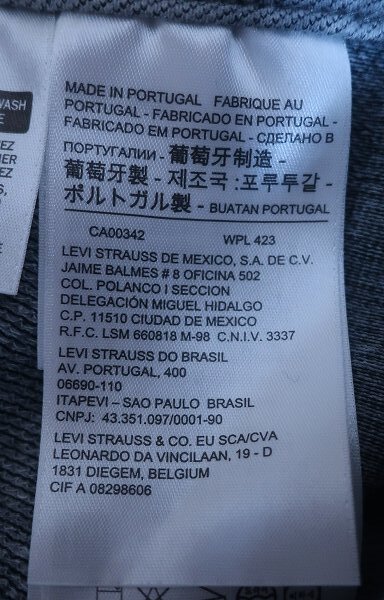 WASH
MADE IN PORTUGAL FABRIQUE AU
PORTUGAL - FABRICADO EN PORTUGAL -
FABRICADO EM PORTUGAL - СДЕЛАНО В
ПОРТУГАЛИИ - 葡萄牙制造 -
葡萄牙製 - 제조국 : 포루투갈 -
ポルトガル製 - BUATAN PORTUGAL
CA00342 WPL 423
LEVI STRAUSS DE MEXICO, S.A. DE C.V.
JAIME BALMES # 8 OFICINA 502
COL. POLANCO I SECCION
DELEGACIÓN MIGUEL HIDALGO
C.P. 11510 CIUDAD DE MEXICO
R.F.C. LSM 660818 M-98 C.N.I.V. 3337
LEVI STRAUSS DO BRASIL
AV. PORTUGAL, 400
06690-110
ITAPEVI – SAO PAULO BRASIL
CNPJ: 43.351.097/0001-90
LEVI STRAUSS & CO. EU SCA/CVA
LEONARDO DA VINCILAAN, 19 - D
1831 DIEGEM, BELGIUM
CIF A 08298606